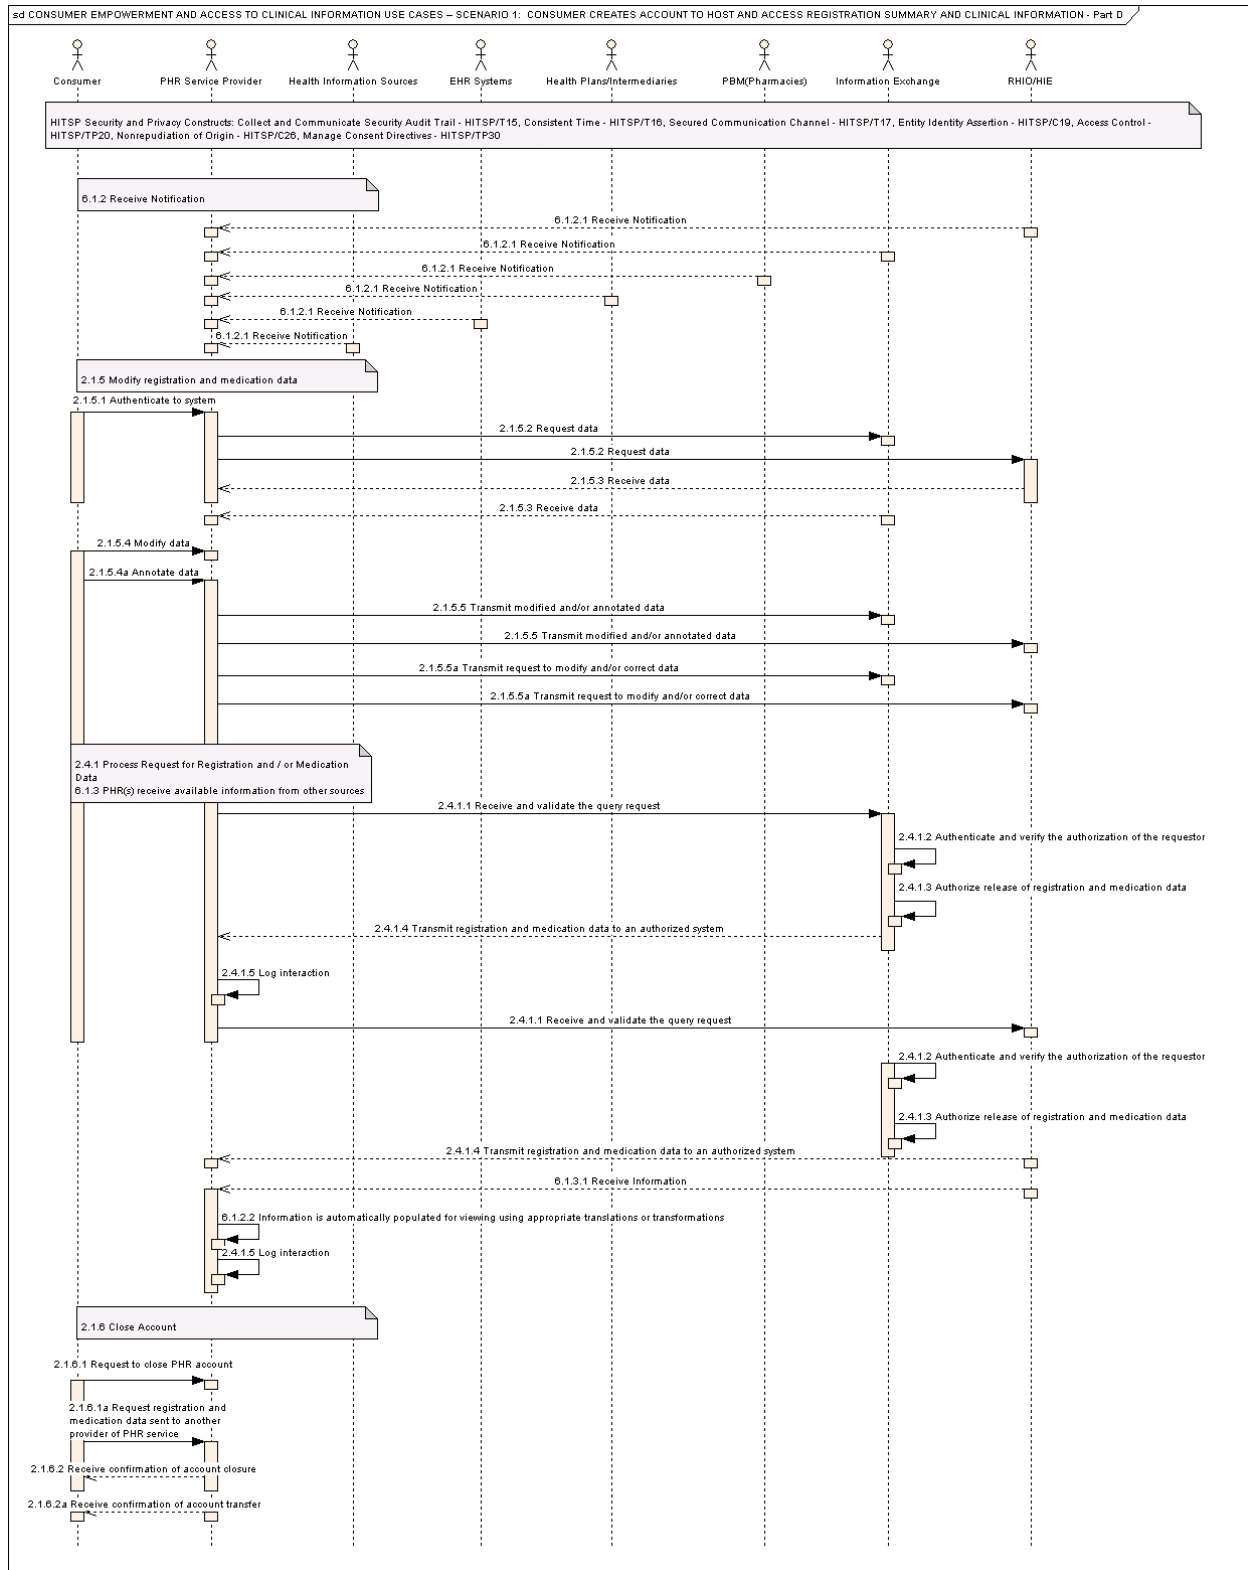 sd CONSUMER EMPOWERMENT AND ACCESS TO CLINICAL INFORMATION USE CASES – SCENARIO 1: CONSUMER CREATES ACCOUNT TO HOST AND ACCESS REGISTRATION SUMMARY AND CLINICAL INFORMATION - Part D
Consumer
PHR Service Provider
Health Information Sources
EHR Systems
Health Plans/Intermediaries
PBM(Pharmacies)
Information Exchange
RHIO/HIE
HITSP Security and Privacy Constructs: Collect and Communicate Security Audit Trail - HITSP/T15, Consistent Time - HITSP/T16, Secured Communication Channel - HITSP/T17, Entity Identity Assertion - HITSP/C19, Access Control -
HITSP/TP20, Nonrepudiation of Origin - HITSP/C26, Manage Consent Directives - HITSP/TP30
6.1.2 Receive Notification
6.1.2.1 Receive Notification
6.1.2.1 Receive Notification
6.1.2.1 Receive Notification
6.1.2.1 Receive Notification
6.1.2.1 Receive Notification
6.1.2.1 Receive Notification
2.1.5 Modify registration and medication data
2.1.5.1 Authenticate to system
2.1.5.2 Request data
2.1.5.2 Request data
2.1.5.3 Receive data
2.1.5.3 Receive data
2.1.5.4 Modify data
2.1.5.4a Annotate data
2.1.5.5 Transmit modified and/or annotated data
2.1.5.5 Transmit modified and/or annotated data
2.1.5.5a Transmit request to modify and/or correct data
2.1.5.5a Transmit request to modify and/or correct data
2.4.1 Process Request for Registration and / or Medication
Data
6.1.3 PHR(s) receive available information from other sources
2.4.1.1 Receive and validate the query request
2.4.1.2 Authenticate and verify the authorization of the requestor
2.4.1.3 Authorize release of registration and medication data
2.4.1.4 Transmit registration and medication data to an authorized system
2.4.1.5 Log interaction
2.4.1.1 Receive and validate the query request
2.4.1.2 Authenticate and verify the authorization of the requestor
2.4.1.3 Authorize release of registration and medication data
2.4.1.4 Transmit registration and medication data to an authorized system
6.1.3.1 Receive Information
6.1.2.2 Information is automatically populated for viewing using appropriate translations or transformations
2.4.1.5 Log interaction
2.1.6 Close Account
2.1.6.1 Request to close PHR account
2.1.6.1a Request registration and
medication data sent to another
provider of PHR service
2.1.6.2 Receive confirmation of account closure
2.1.6.2a Receive confirmation of account transfer